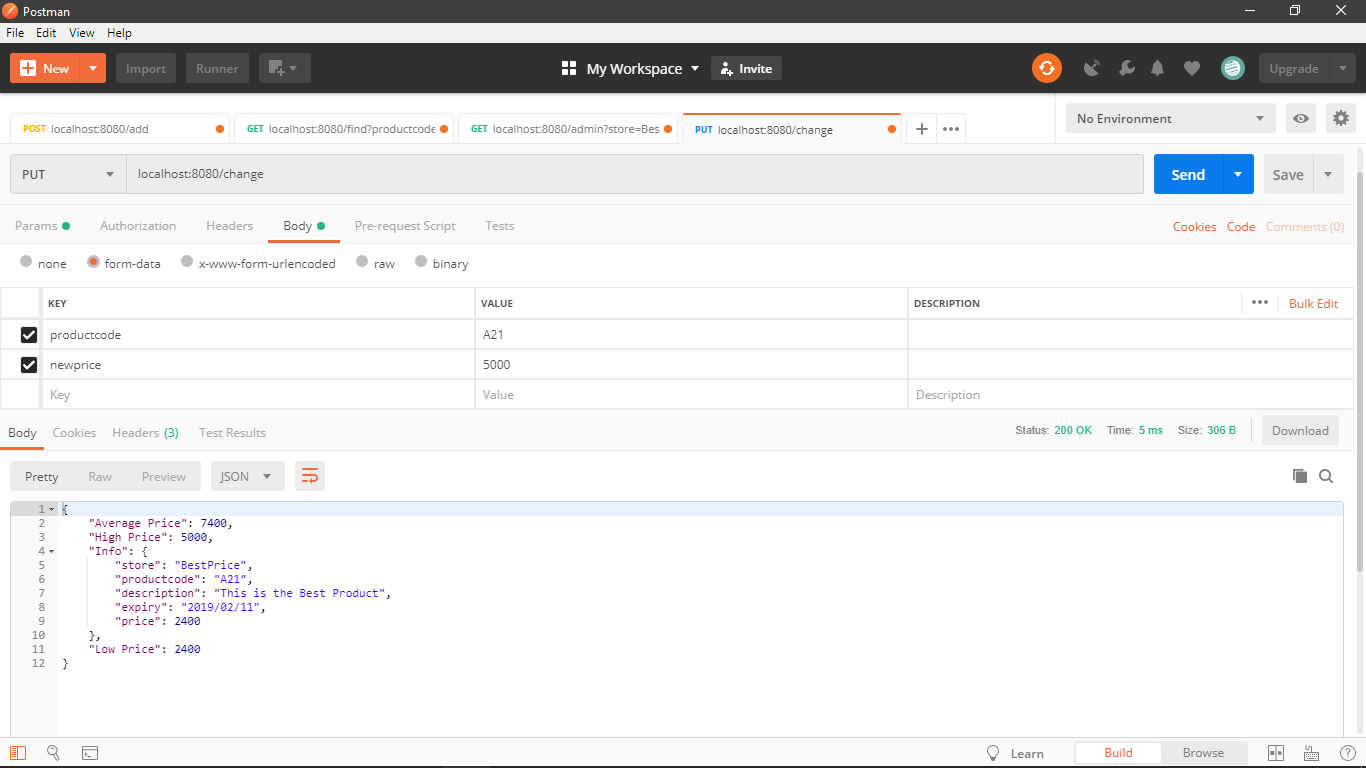 Postman
File Edit View Help
New Import Runner My Workspace Invite Upgrade
POST localhost:8080/add GET localhost:8080/find?productcode GET localhost:8080/admin?store=Bes PUT localhost:8080/change + ••• No Environment
PUT localhost:8080/change Send Save
Params Authorization Headers Body Pre-request Script Tests Cookies Code Comments (0)
none form-data x-www-form-urlencoded raw binary
KEY VALUE DESCRIPTION ••• Bulk Edit
productcode A21
newprice 5000
Key Value Description
Body Cookies Headers (3) Test Results Status: 200 OK Time: 5 ms Size: 306 B Download
Pretty Raw Preview JSON
1 {
2 "Average Price": 7400,
3 "High Price": 5000,
4 "Info": {
5 "store": "BestPrice",
6 "productcode": "A21",
7 "description": "This is the Best Product",
8 "expiry": "2019/02/11",
9 "price": 2400
10 },
11 "Low Price": 2400
12 }
Learn Build Browse ?